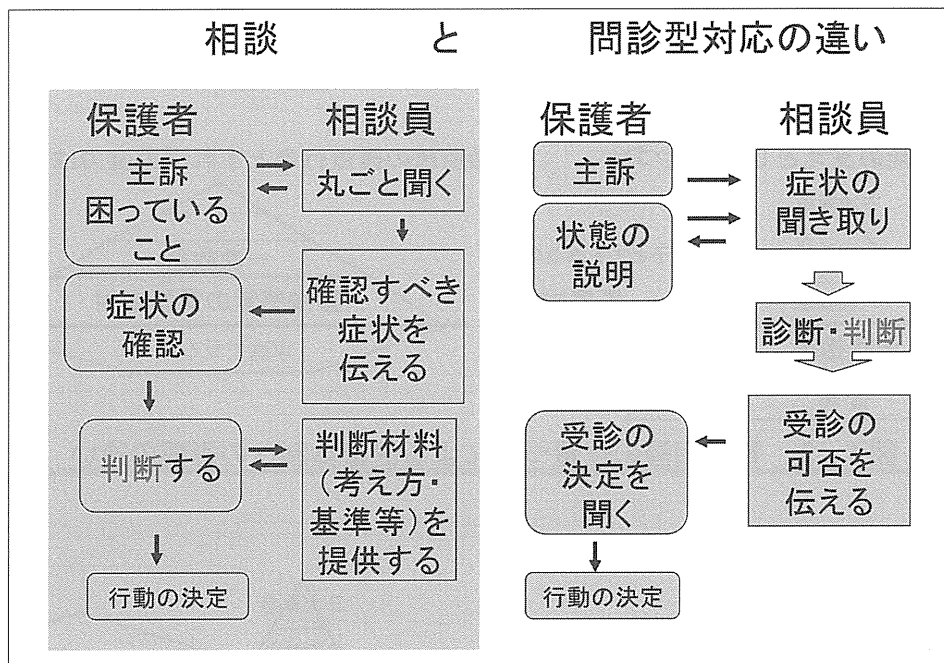 相談 と 問診型対応の違い
保護者 相談員
主訴
困っている
こと
丸ごと聞く
症状の
確認
確認すべき
症状を
伝える
判断する
判断材料
(考え方・
基準等)を
提供する
行動の決定
保護者 相談員
主訴
状態の
説明
症状の
聞き取り
診断・判断
受診の
決定を
聞く
受診の
可否を
伝える
行動の決定